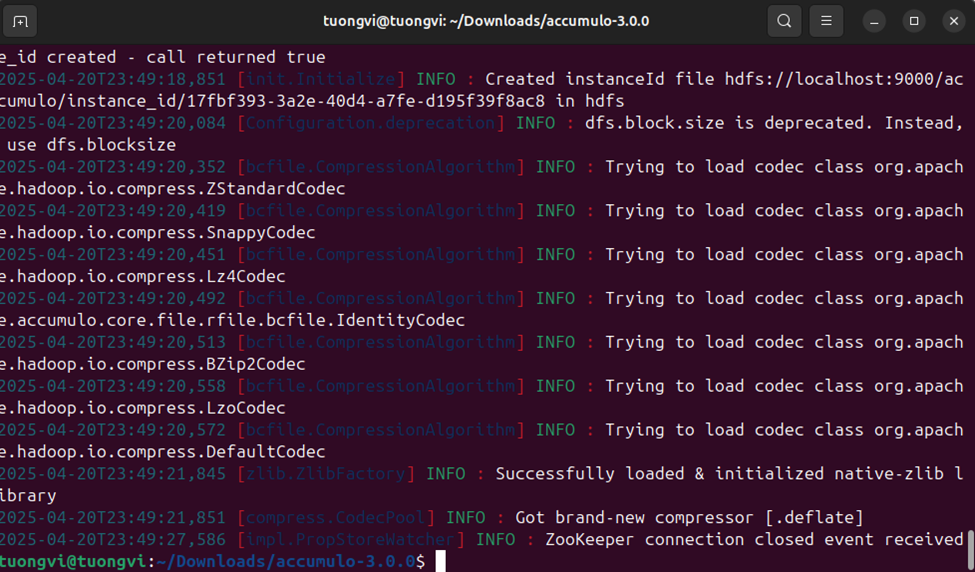 tuongvi@tuongvi: ~/Downloads/accumulo-3.0.0
e_id created - call returned true
2025-04-20T23:49:18,851 [init.Initialize] INFO : Created instanceId file hdfs://localhost:9000/ac
cumulo/instance_id/17fbf393-3a2e-40d4-a7fe-d195f39f8ac8 in hdfs
2025-04-20T23:49:20,084 [Configuration.deprecation] INFO : dfs.block.size is deprecated. Instead,
 use dfs.blocksize
2025-04-20T23:49:20,352 [bcfile.CompressionAlgorithm] INFO : Trying to load codec class org.apach
e.hadoop.io.compress.ZStandardCodec
2025-04-20T23:49:20,419 [bcfile.CompressionAlgorithm] INFO : Trying to load codec class org.apach
e.hadoop.io.compress.SnappyCodec
2025-04-20T23:49:20,451 [bcfile.CompressionAlgorithm] INFO : Trying to load codec class org.apach
e.hadoop.io.compress.Lz4Codec
2025-04-20T23:49:20,492 [bcfile.CompressionAlgorithm] INFO : Trying to load codec class org.apach
e.accumulo.core.file.rfile.bcfile.IdentityCodec
2025-04-20T23:49:20,513 [bcfile.CompressionAlgorithm] INFO : Trying to load codec class org.apach
e.hadoop.io.compress.BZip2Codec
2025-04-20T23:49:20,558 [bcfile.CompressionAlgorithm] INFO : Trying to load codec class org.apach
e.hadoop.io.compress.LzoCodec
2025-04-20T23:49:20,572 [bcfile.CompressionAlgorithm] INFO : Trying to load codec class org.apach
e.hadoop.io.compress.DefaultCodec
2025-04-20T23:49:21,845 [zlib.ZlibFactory] INFO : Successfully loaded & initialized native-zlib l
ibrary
2025-04-20T23:49:21,851 [compress.CodecPool] INFO : Got brand-new compressor [.deflate]
2025-04-20T23:49:27,586 [impl.PropStoreWatcher] INFO : ZooKeeper connection closed event received
tuongvi@tuongvi:~/Downloads/accumulo-3.0.0$